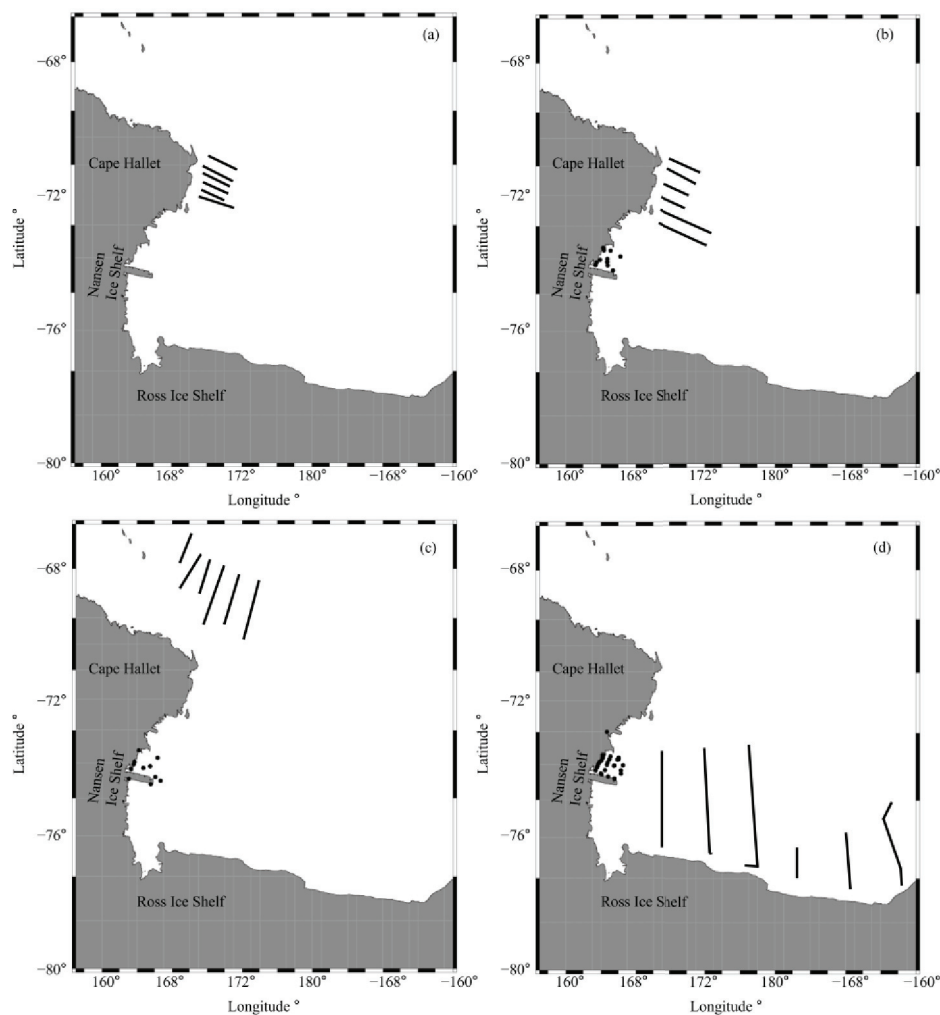 (a)
−68°
Cape Hallet
−72°
Latitude °
Nansen
Ice Shelf
−76°
Ross Ice Shelf
−80°
160° 168° 172° 180° −168° −160°
Longitude °
(b)
−68°
Cape Hallet
−72°
Latitude °
Nansen
Ice Shelf
−76°
Ross Ice Shelf
−80°
160° 168° 172° 180° −168° −160°
Longitude °
(c)
−68°
Cape Hallet
−72°
Latitude °
Nansen
Ice Shelf
−76°
Ross Ice Shelf
−80°
160° 168° 172° 180° −168° −160°
Longitude °
(d)
−68°
Cape Hallet
−72°
Latitude °
Nansen
Ice Shelf
−76°
Ross Ice Shelf
−80°
160° 168° 172° 180° −168° −160°
Longitude °